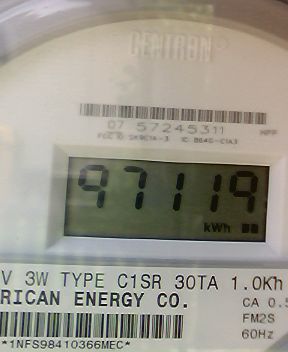 CENTRON®
07 57245311
97119
kWh
V 3W TYPE C1SR 30TA 1.0Kh
RICAN ENERGY CO.
CA 0.5
FM2S
60Hz
*1NFS98410366MEC*